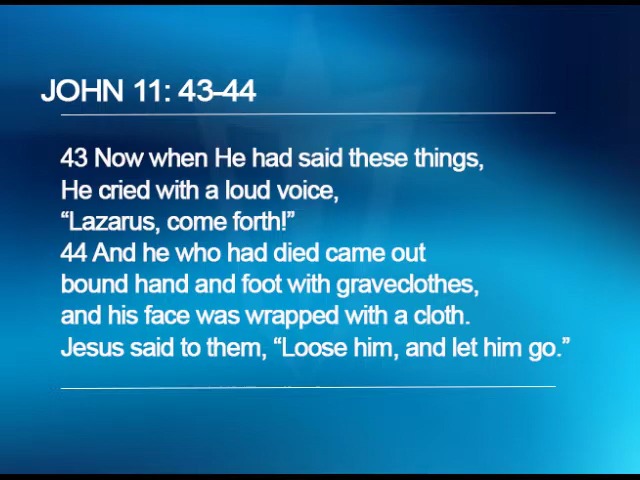 JOHN 11: 43-44
43 Now when He had said these things,
He cried with a loud voice,
“Lazarus, come forth!”
44 And he who had died came out
bound hand and foot with graveclothes,
and his face was wrapped with a cloth.
Jesus said to them, “Loose him, and let him go.”